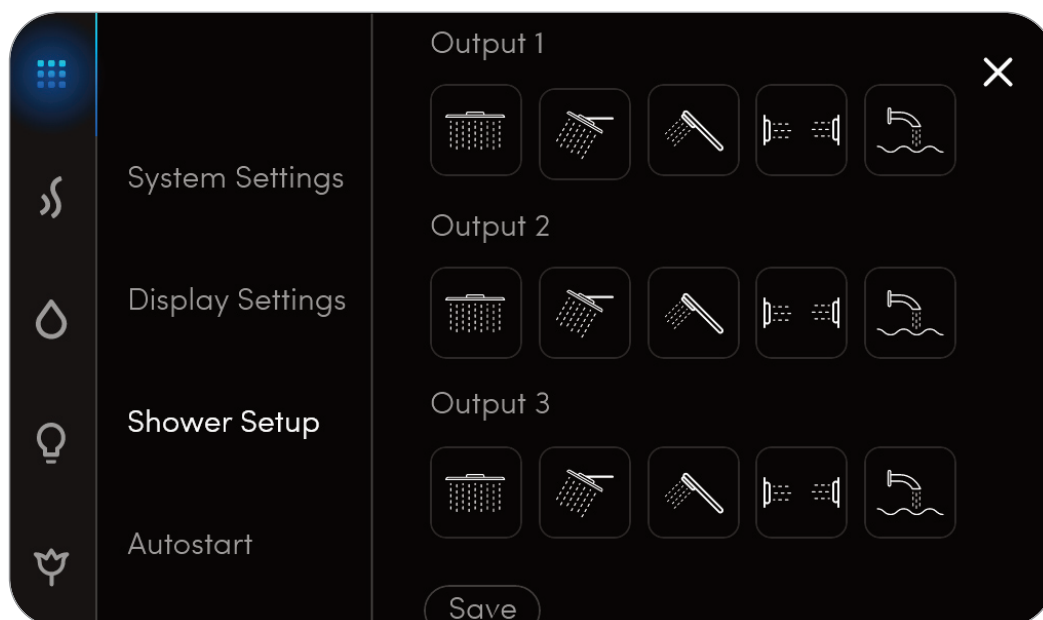 System Settings
Display Settings
Shower Setup
Autostart
Output 1
Output 2
Output 3
Save